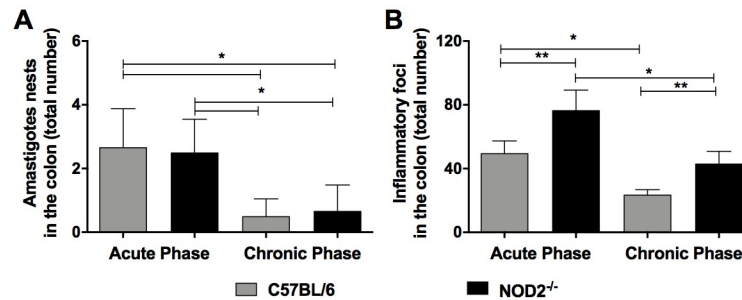 A
Amastigotes nests
in the colon (total number)
6
4
2
0
*
*
Acute Phase
Chronic Phase
B
Inflammatory foci
in the colon (total number)
120
80
40
0
*
**
*
**
Acute Phase
Chronic Phase
C57BL/6
NOD2-/-